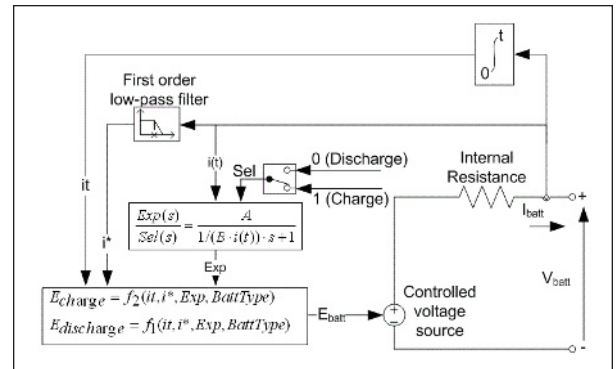 t
∫
0
First order
low-pass filter
i(t)
Sel
0 (Discharge)
1 (Charge)
Internal
Resistance
it
i*
Exp(s)/Sel(s) = A/(1/(B·i(t))·s+1)
+
I_batt
Exp
V_batt
E_charge = f_2(it,i*,Exp,BattType)
E_discharge = f_1(it,i*,Exp,BattType)
E_batt
Controlled
voltage
source
+
-
-